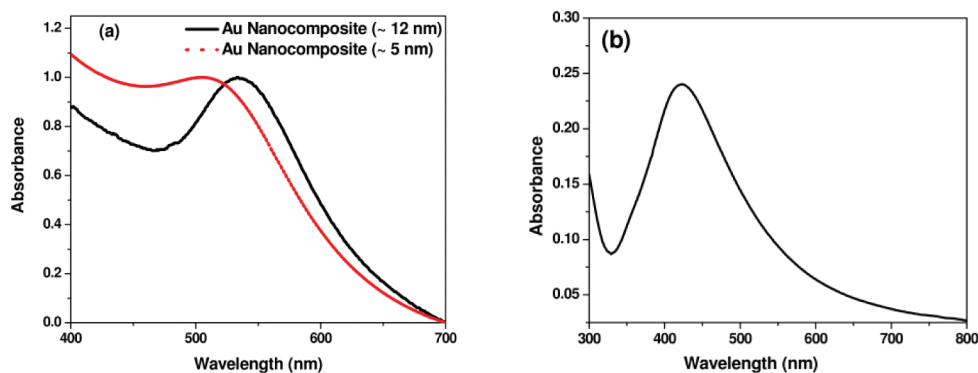 (a)
Au Nanocomposite (~ 12 nm)
Au Nanocomposite (~ 5 nm)
1.2
1.0
0.8
0.6
0.4
0.2
0.0
Absorbance
400
500
600
700
Wavelength (nm)
(b)
0.30
0.25
0.20
0.15
0.10
0.05
Absorbance
300
400
500
600
700
800
Wavelength (nm)